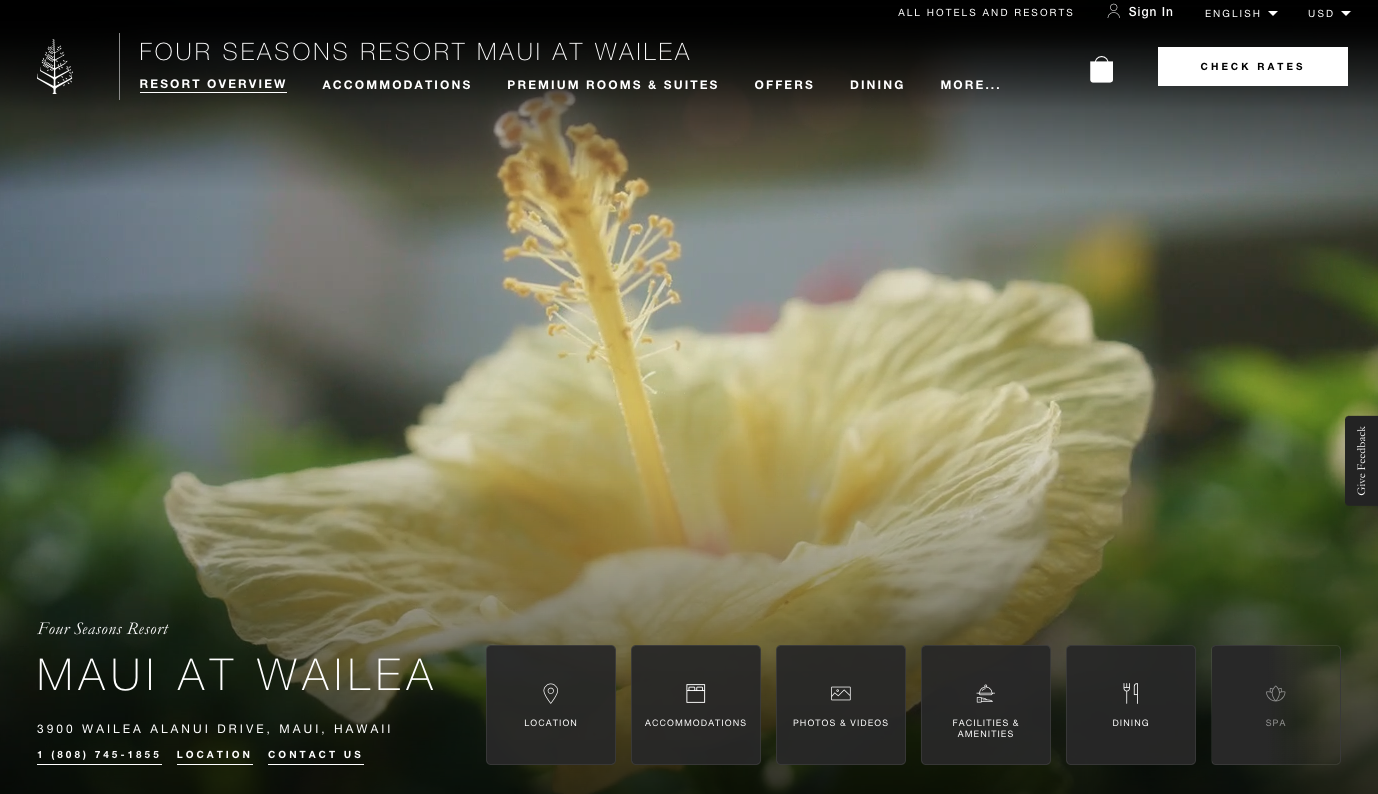 ALL HOTELS AND RESORTS
Sign In
ENGLISH
USD
FOUR SEASONS RESORT MAUI AT WAILEA
RESORT OVERVIEW
ACCOMMODATIONS
PREMIUM ROOMS & SUITES
OFFERS
DINING
MORE...
CHECK RATES
Give Feedback
Four Seasons Resort
MAUI AT WAILEA
3900 WAILEA ALANUI DRIVE, MAUI, HAWAII
1 (808) 745-1855
LOCATION
CONTACT US
LOCATION
ACCOMMODATIONS
PHOTOS & VIDEOS
FACILITIES &
AMENITIES
DINING
SPA